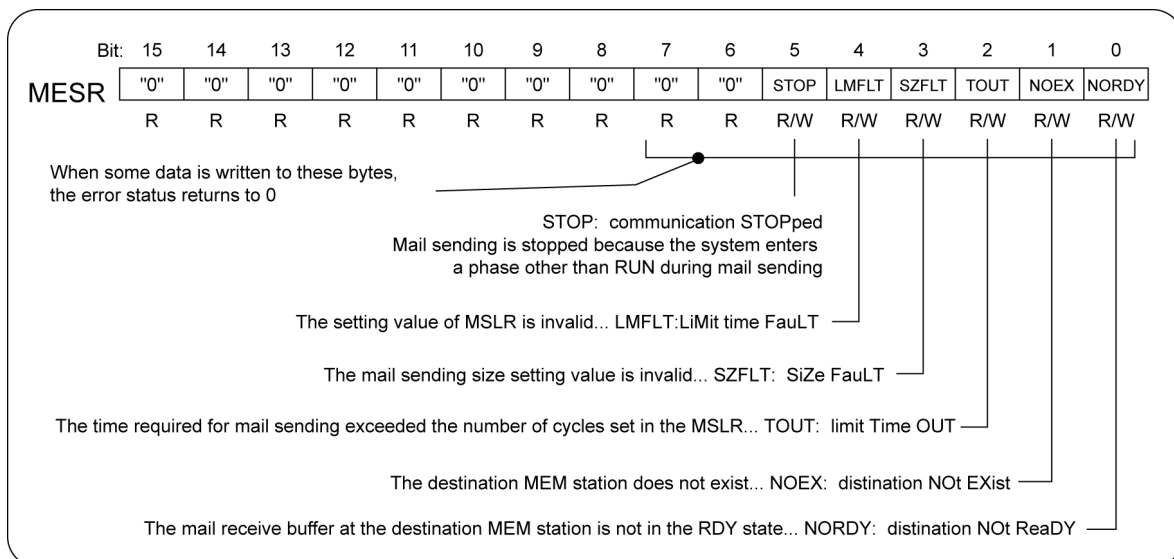 Bit: 15 14 13 12 11 10 9 8 7 6 5 4 3 2 1 0
MESR "0" "0" "0" "0" "0" "0" "0" "0" "0" "0" STOP LMFLT SZFLT TOUT NOEX NORDY
R R R R R R R R R R R/W R/W R/W R/W R/W R/W
When some data is written to these bytes,
the error status returns to 0
STOP: communication STOPped
Mail sending is stopped because the system enters
a phase other than RUN during mail sending
The setting value of MSLR is invalid... LMFLT:LiMit time FauLT
The mail sending size setting value is invalid... SZFLT: SiZe FauLT
The time required for mail sending exceeded the number of cycles set in the MSLR... TOUT: limit Time OUT
The destination MEM station does not exist... NOEX: distination NOt EXist
The mail receive buffer at the destination MEM station is not in the RDY state... NORDY: distination NOt ReaDY